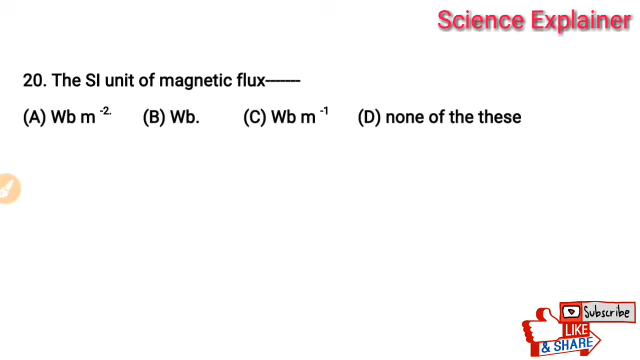 Science Explainer
20. The SI unit of magnetic flux-------
(A) Wb m ⁻²· (B) Wb. (C) Wb m ⁻¹ (D) none of the these
Subscribe
LIKE
& SHARE